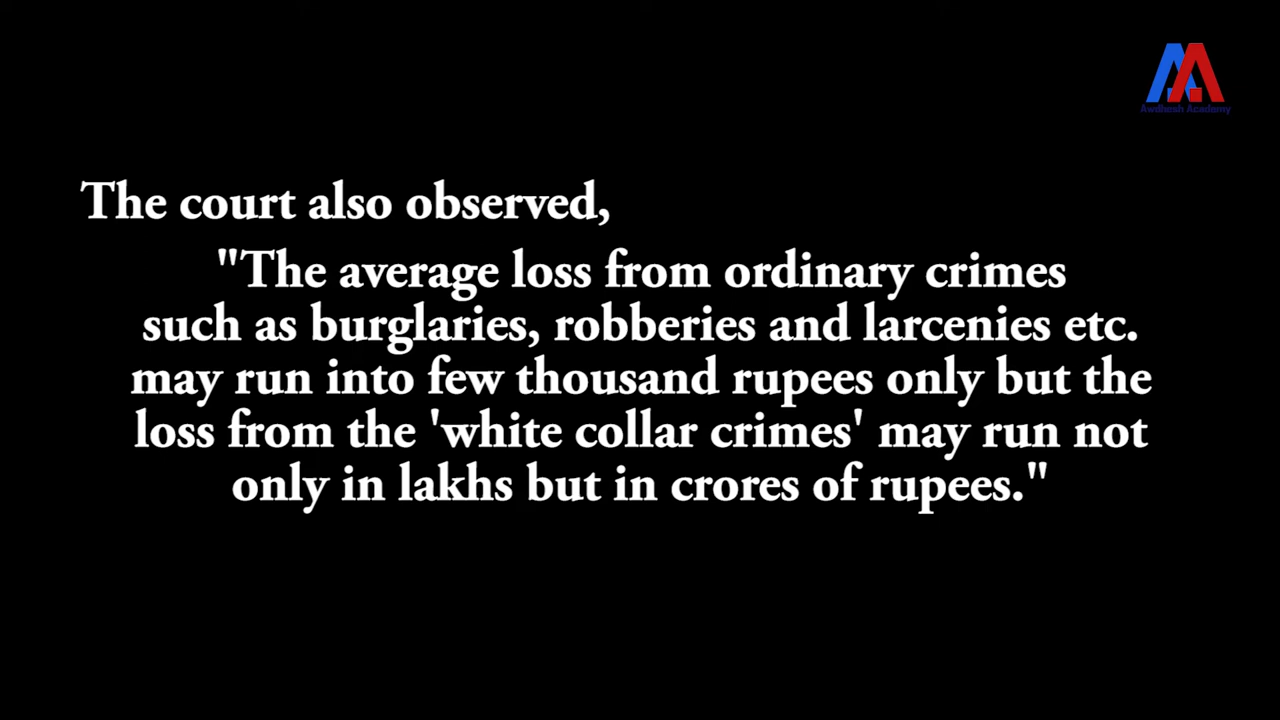 Awdhesh Academy
The court also observed,
"The average loss from ordinary crimes
such as burglaries, robberies and larcenies etc.
may run into few thousand rupees only but the
loss from the 'white collar crimes' may run not
only in lakhs but in crores of rupees."